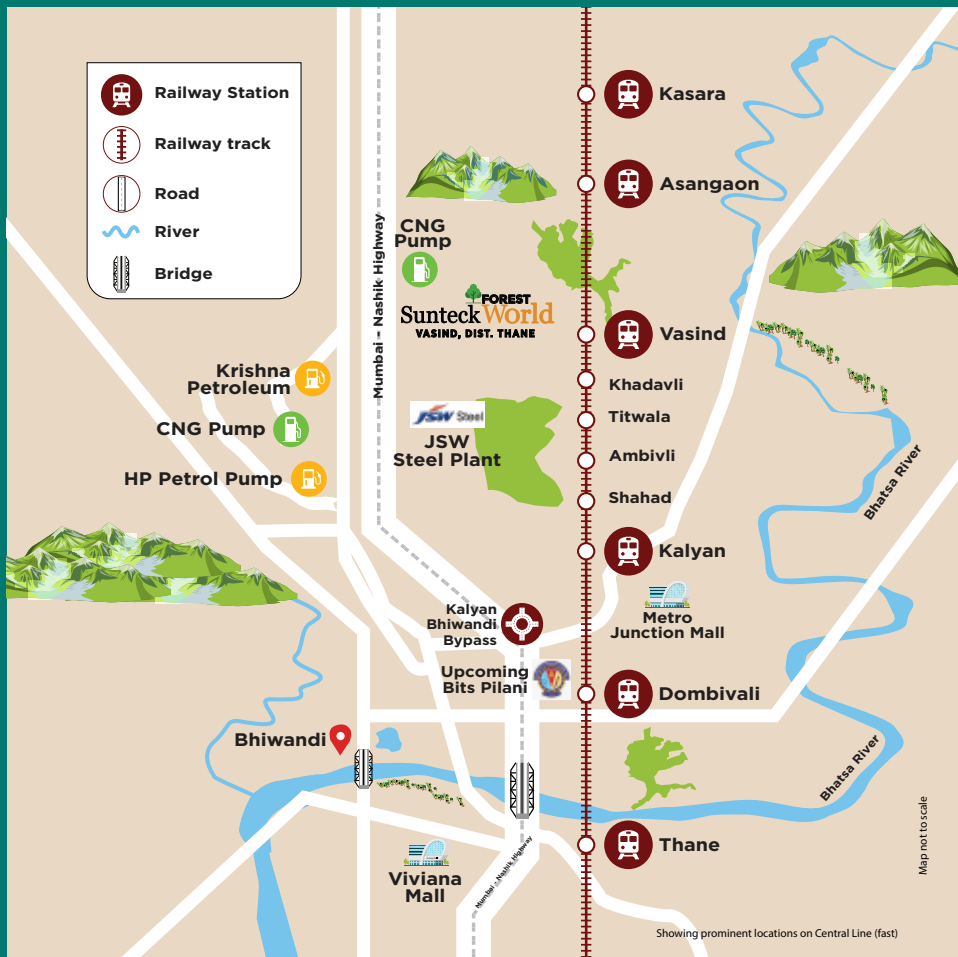 Railway Station
Railway track
Road
River
Bridge
Kasara
Asangaon
Mumbai - Nashik Highway
CNG
Pump
FOREST
Sunteck World
VASIND, DIST. THANE
Vasind
Krishna
Petroleum
CNG Pump
HP Petrol Pump
Khadavli
Titwala
Ambivli
Shahad
JSW Steel
JSW
Steel Plant
Bhatsa River
Kalyan
Kalyan
Bhiwandi
Bypass
Metro
Junction Mall
Upcoming
Bits Pilani
Dombivali
Bhiwandi
Bhatsa River
Thane
Viviana
Mall
Mumbai - Nashik Highway
Map not to scale
Showing prominent locations on Central Line (fast)